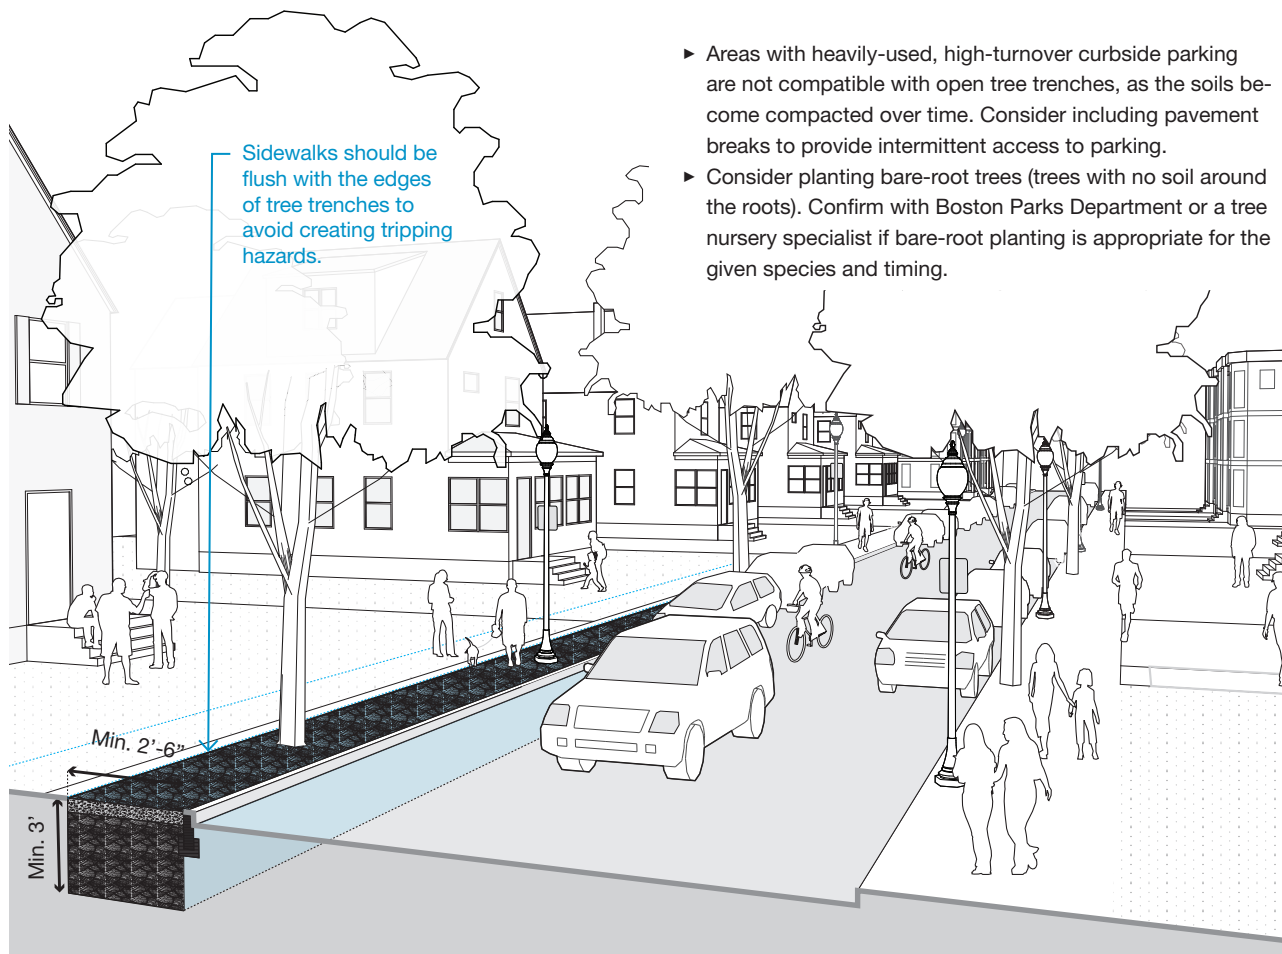 ► Areas with heavily-used, high-turnover curbside parking
are not compatible with open tree trenches, as the soils be-
come compacted over time. Consider including pavement
breaks to provide intermittent access to parking.
► Consider planting bare-root trees (trees with no soil around
the roots). Confirm with Boston Parks Department or a tree
nursery specialist if bare-root planting is appropriate for the
given species and timing.
Sidewalks should be
flush with the edges
of tree trenches to
avoid creating tripping
hazards.
Min. 2’-6”
Min. 3’